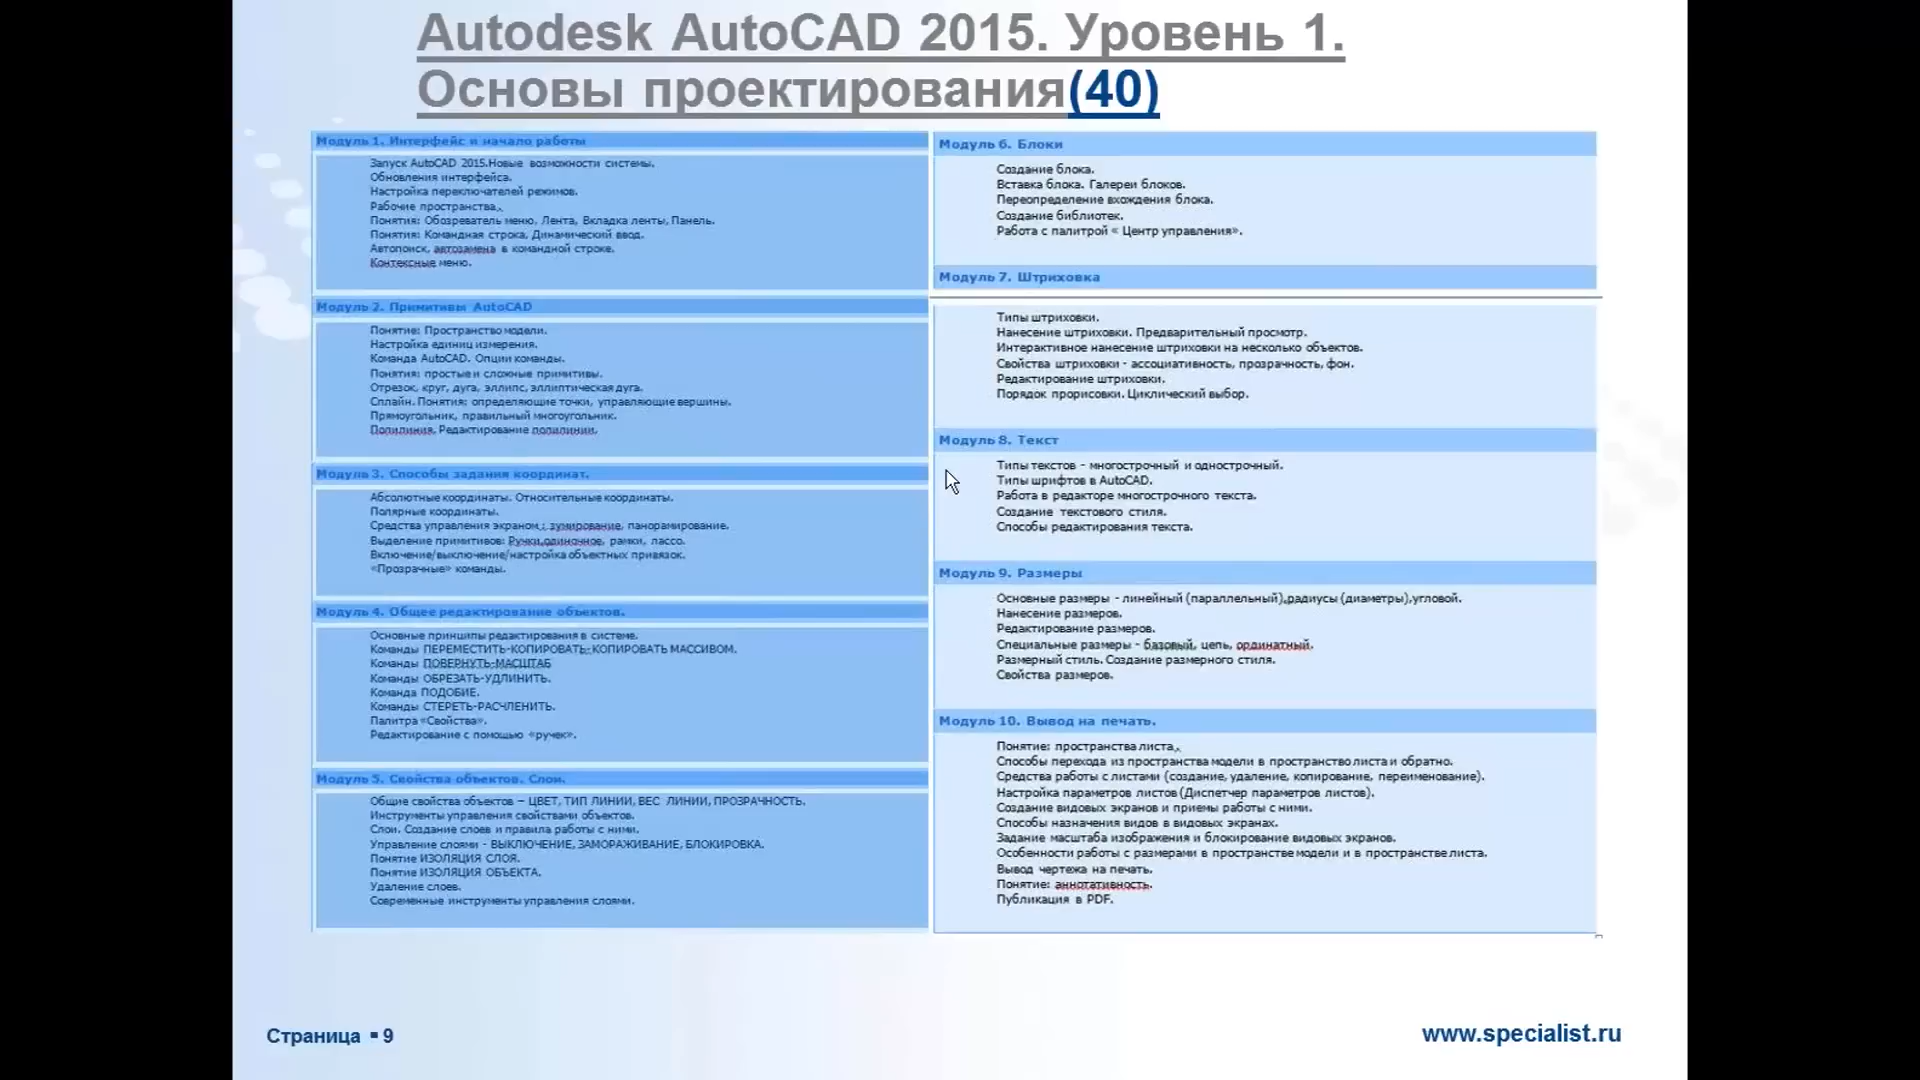 Autodesk AutoCAD 2015. Уровень 1.
Основы проектирования(40)
Модуль 1. Интерфейс и начало работы
Запуск AutoCAD 2015.Новые возможности системы.
Обновления интерфейса.
Настройка переключателей режимов.
Рабочие пространства..
Понятия: Обозреватель меню, Лента, Вкладка ленты, Панель.
Понятия: Командная строка, Динамический ввод.
Автопоиск, автозамена в командной строке.
Контексные меню.
Модуль 2. Примитивы AutoCAD
Понятие: Пространство модели.
Настройка единиц измерения.
Команда AutoCAD. Опции команды.
Понятия: простые и сложные примитивы.
Отрезок, круг, дуга, эллипс, эллиптическая дуга.
Сплайн. Понятия: определяющие точки, управляющие вершины.
Прямоугольник, правильный многоугольник.
Полилиния. Редактирование полилинии.
Модуль 3. Способы задания координат.
Абсолютные координаты. Относительные координаты.
Полярные координаты.
Средства управления экраном : зумирование, панорамирование.
Выделение примитивов: Ручки,одиночное, рамки, лассо.
Включение/выключение/настройка объектных привязок.
«Прозрачные» команды.
Модуль 4. Общее редактирование объектов.
Основные принципы редактирования в системе.
Команды ПЕРЕМЕСТИТЬ-КОПИРОВАТЬ-КОПИРОВАТЬ МАССИВОМ.
Команды ПОВЕРНУТЬ-МАСШТАБ
Команды ОБРЕЗАТЬ-УДЛИНИТЬ.
Команда ПОДОБИЕ.
Команды СТЕРЕТЬ-РАСЧЛЕНИТЬ.
Палитра «Свойства».
Редактирование с помощью «ручек».
Модуль 5. Свойства объектов. Слои.
Общие свойства объектов – ЦВЕТ, ТИП ЛИНИИ, ВЕС ЛИНИИ, ПРОЗРАЧНОСТЬ.
Инструменты управления свойствами объектов.
Слои. Создание слоев и правила работы с ними.
Управление слоями - ВЫКЛЮЧЕНИЕ, ЗАМОРАЖИВАНИЕ, БЛОКИРОВКА.
Понятие ИЗОЛЯЦИЯ СЛОЯ.
Понятие ИЗОЛЯЦИЯ ОБЪЕКТА.
Удаление слоев.
Современные инструменты управления слоями.
Модуль 6. Блоки
Создание блока.
Вставка блока. Галереи блоков.
Переопределение вхождения блока.
Создание библиотек.
Работа с палитрой « Центр управления».
Модуль 7. Штриховка
Типы штриховки.
Нанесение штриховки. Предварительный просмотр.
Интерактивное нанесение штриховки на несколько объектов.
Свойства штриховки - ассоциативность, прозрачность, фон.
Редактирование штриховки.
Порядок прорисовки. Циклический выбор.
Модуль 8. Текст
Типы текстов - многострочный и однострочный.
Типы шрифтов в AutoCAD.
Работа в редакторе многострочного текста.
Создание текстового стиля.
Способы редактирования текста.
Модуль 9. Размеры
Основные размеры - линейный (параллельный),радиусы (диаметры),угловой.
Нанесение размеров.
Редактирование размеров.
Специальные размеры - базовый, цепь, ординатный.
Размерный стиль. Создание размерного стиля.
Свойства размеров.
Модуль 10. Вывод на печать.
Понятие: пространства листа..
Способы перехода из пространства модели в пространство листа и обратно.
Средства работы с листами (создание, удаление, копирование, переименование).
Настройка параметров листов (Диспетчер параметров листов).
Создание видовых экранов и приемы работы с ними.
Способы назначения видов в видовых экранах.
Задание масштаба изображения и блокирование видовых экранов.
Особенности работы с размерами в пространстве модели и в пространстве листа.
Вывод чертежа на печать.
Понятие: аннотативность.
Публикация в PDF.
Страница ▪ 9
www.specialist.ru